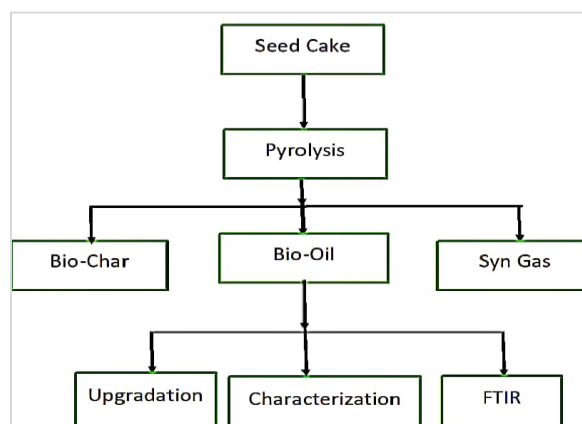 Seed Cake
Pyrolysis
Bio-Char
Bio-Oil
Syn Gas
Upgradation
Characterization
FTIR